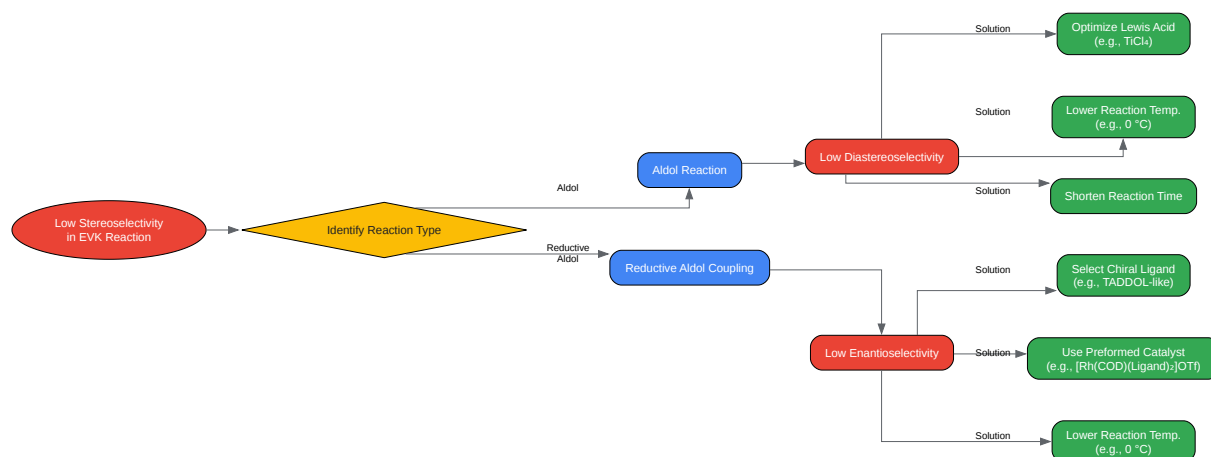 Low Stereoselectivity
in EVK Reaction
Identify Reaction Type
Aldol
Reductive
Aldol
Aldol Reaction
Reductive Aldol Coupling
Low Diastereoselectivity
Solution
Optimize Lewis Acid
(e.g., TiCl₄)
Solution
Lower Reaction Temp.
(e.g., 0 °C)
Solution
Shorten Reaction Time
Low Enantioselectivity
Solution
Select Chiral Ligand
(e.g., TADDOL-like)
Solution
Use Preformed Catalyst
(e.g., [Rh(COD)(Ligand)₂]OTf)
Solution
Lower Reaction Temp.
(e.g., 0 °C)